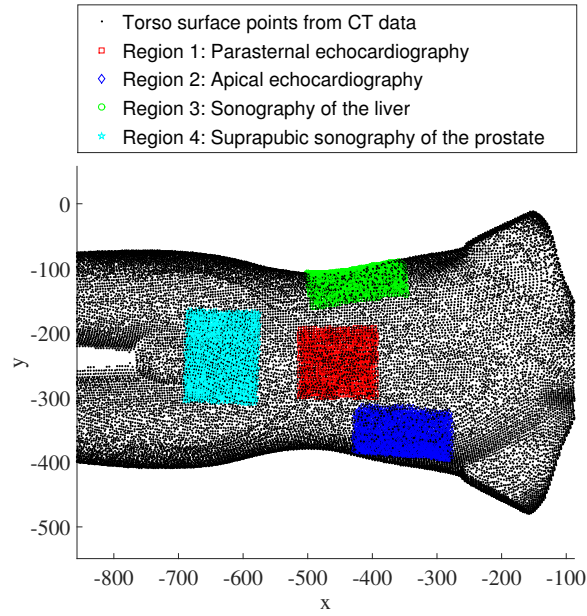 Torso surface points from CT data
Region 1: Parasternal echocardiography
Region 2: Apical echocardiography
Region 3: Sonography of the liver
Region 4: Suprapubic sonography of the prostate
0
-100
-200
-300
-400
-500
y
-800 -700 -600 -500 -400 -300 -200 -100
x